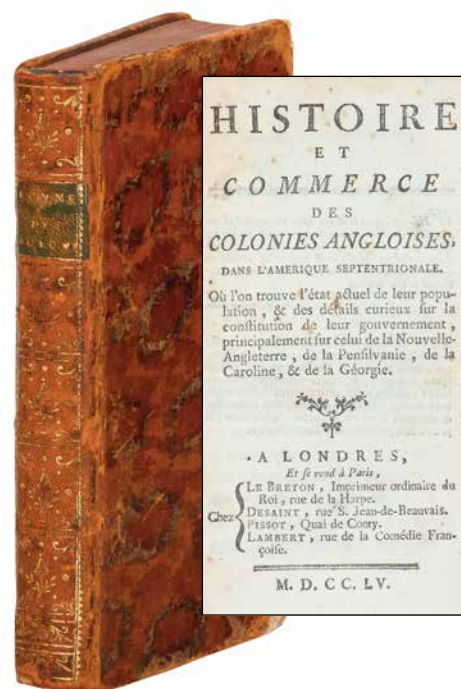 HISTOIRE
ET
COMMERCE
DES
COLONIES ANGLOISES,
DANS L'AMERIQUE SEPTENTRIONALE.
Où l'on trouve l'état actuel de leur popu-
lation, & des détails curieux sur la
constitution de leur gouvernement,
principalement sur celui de la Nouvelle-
Angleterre, de la Pensilvanie, de la
Caroline, & de la Géorgie.
A LONDRES,
Et se vend à Paris,
Chez
LE BRETON, Imprimeur ordinaire du
Roi, rue de la Harpe.
DESAINT, rue S. Jean-de-Beauvais.
PISSOT, Quai de Conty.
LAMBERT, rue de la Comédie Fran-
çoise.
M. D. CC. LV.